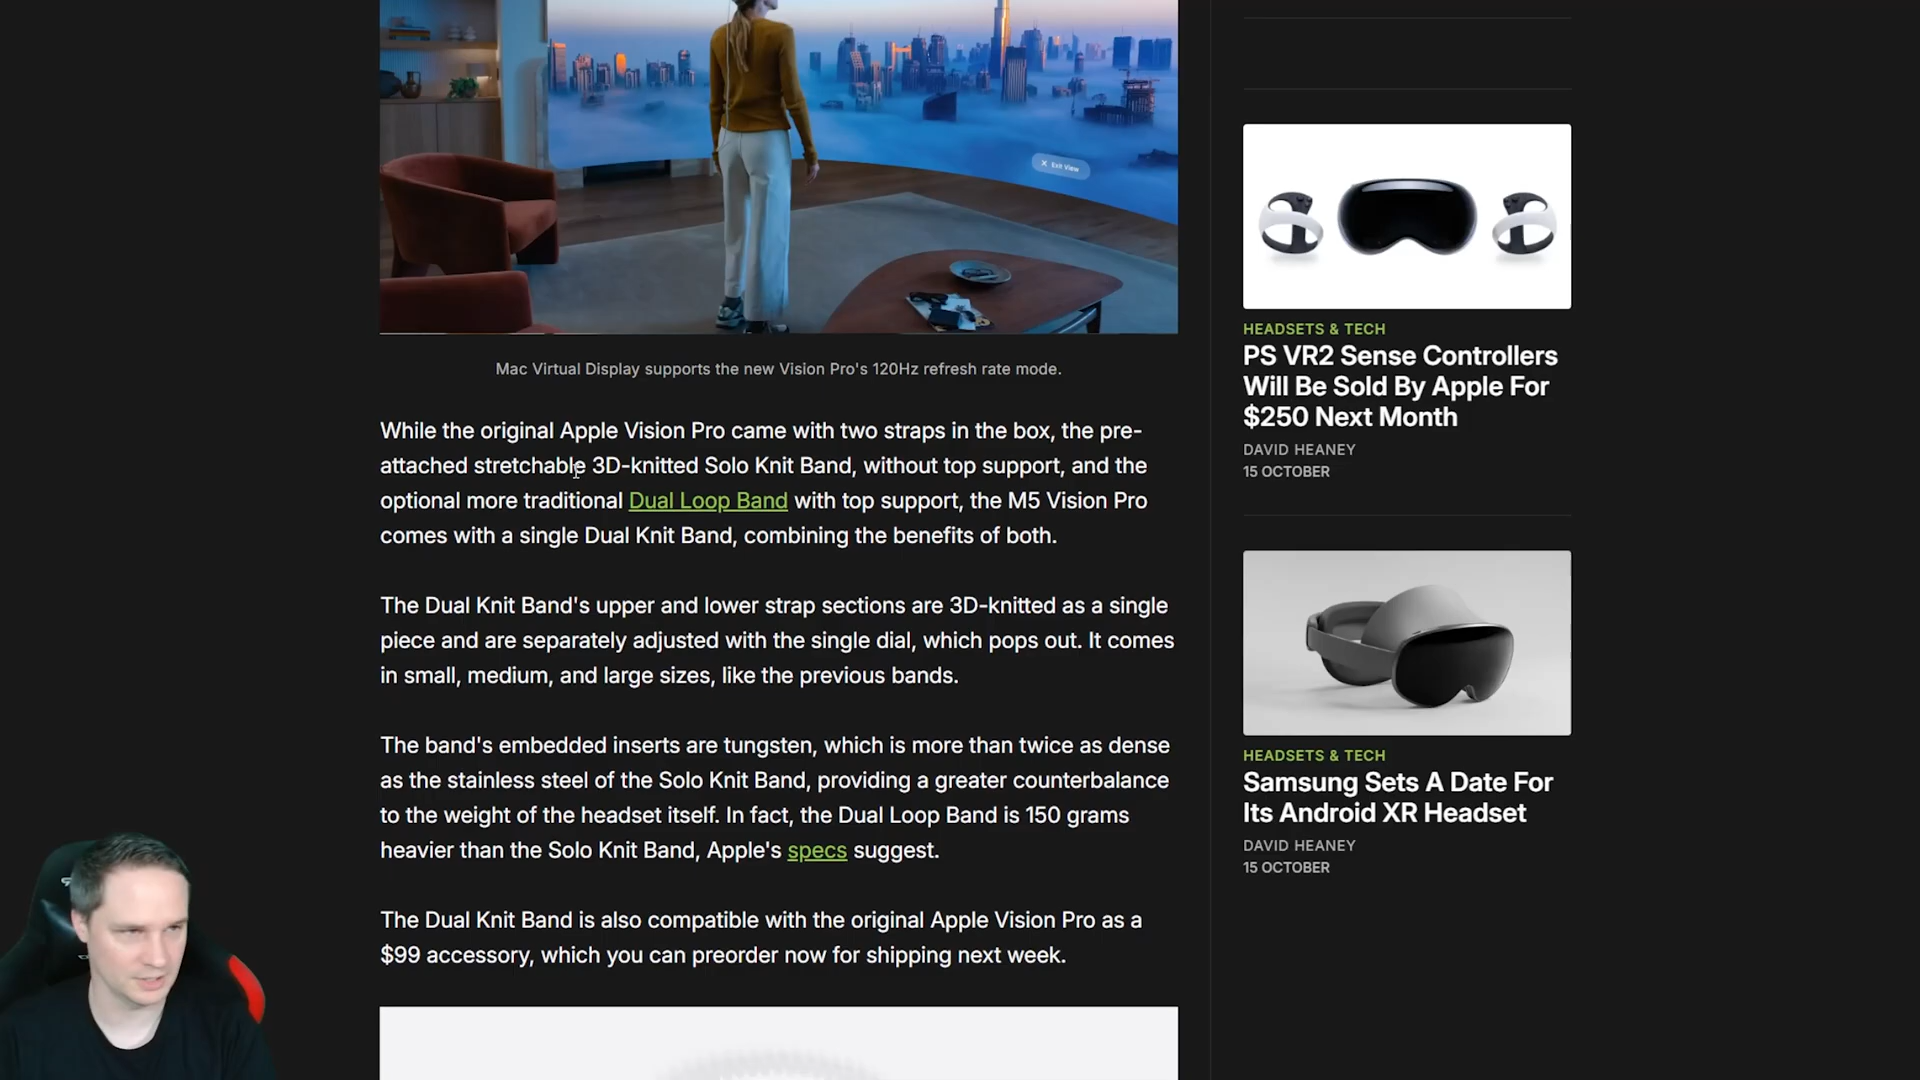 Exit View
Mac Virtual Display supports the new Vision Pro's 120Hz refresh rate mode.
While the original Apple Vision Pro came with two straps in the box, the pre-
attached stretchable 3D-knitted Solo Knit Band, without top support, and the
optional more traditional Dual Loop Band with top support, the M5 Vision Pro
comes with a single Dual Knit Band, combining the benefits of both.
The Dual Knit Band's upper and lower strap sections are 3D-knitted as a single
piece and are separately adjusted with the single dial, which pops out. It comes
in small, medium, and large sizes, like the previous bands.
The band's embedded inserts are tungsten, which is more than twice as dense
as the stainless steel of the Solo Knit Band, providing a greater counterbalance
to the weight of the headset itself. In fact, the Dual Loop Band is 150 grams
heavier than the Solo Knit Band, Apple's specs suggest.
The Dual Knit Band is also compatible with the original Apple Vision Pro as a
$99 accessory, which you can preorder now for shipping next week.
HEADSETS & TECH
PS VR2 Sense Controllers
Will Be Sold By Apple For
$250 Next Month
DAVID HEANEY
15 OCTOBER
HEADSETS & TECH
Samsung Sets A Date For
Its Android XR Headset
DAVID HEANEY
15 OCTOBER